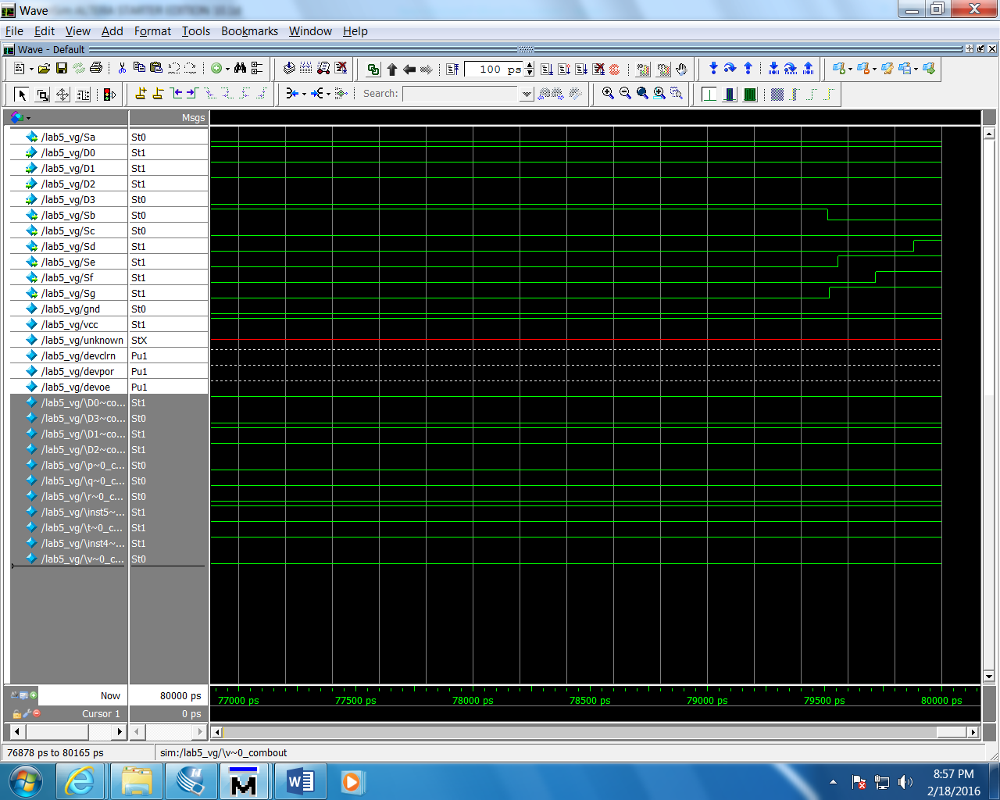 Wave
File Edit View Add Format Tools Bookmarks Window Help
Wave - Default
100 ps
Search:
Msgs
/lab5_vg/Sa St0
/lab5_vg/D0 St1
/lab5_vg/D1 St1
/lab5_vg/D2 St1
/lab5_vg/D3 St0
/lab5_vg/Sb St0
/lab5_vg/Sc St0
/lab5_vg/Sd St1
/lab5_vg/Se St1
/lab5_vg/Sf St1
/lab5_vg/Sg St1
/lab5_vg/gnd St0
/lab5_vg/vcc St1
/lab5_vg/unknown StX
/lab5_vg/devclrn Pu1
/lab5_vg/devpor Pu1
/lab5_vg/devoe Pu1
/lab5_vg/\D0~co... St1
/lab5_vg/\D3~co... St0
/lab5_vg/\D1~co... St1
/lab5_vg/\D2~co... St1
/lab5_vg/\p~0_c... St0
/lab5_vg/\q~0_c... St0
/lab5_vg/\r~0_c... St0
/lab5_vg/\inst5~... St1
/lab5_vg/\t~0_c... St1
/lab5_vg/\inst4~... St1
/lab5_vg/\v~0_c... St0
Now 80000 ps
77000 ps 77500 ps 78000 ps 78500 ps 79000 ps 79500 ps 80000 ps
Cursor 1 0 ps
76878 ps to 80165 ps sim:/lab5_vg/\v~0_combout
8:57 PM
2/18/2016